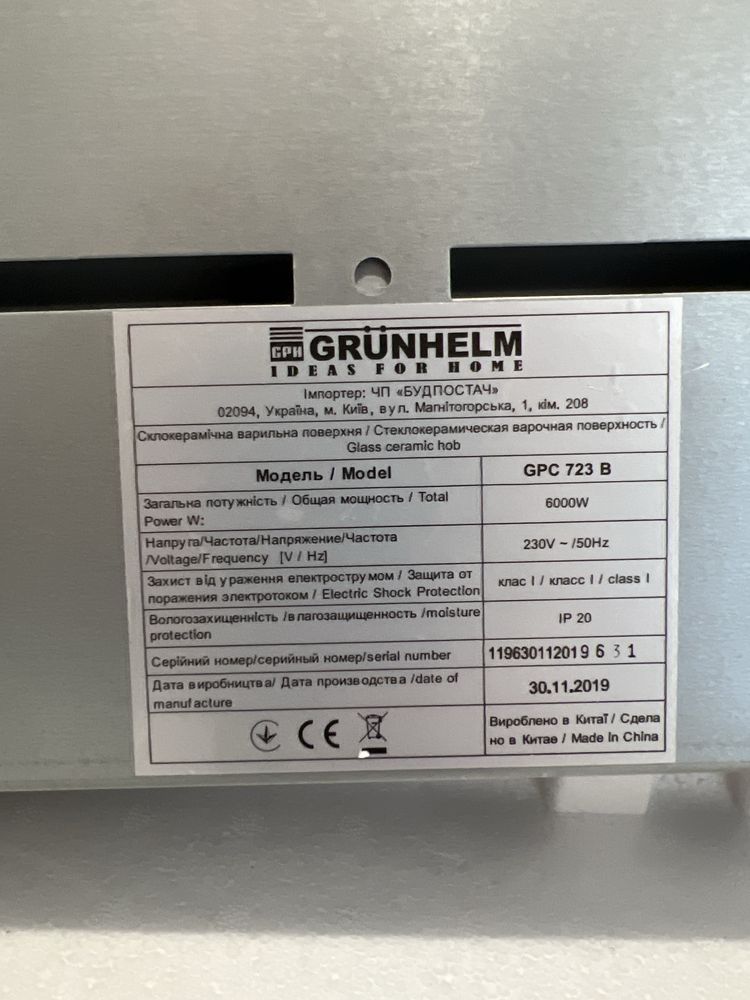 GPH GRÜNHELM
IDEAS FOR HOME
Імпортер: ЧП «БУДПОСТАЧ»
02094, Україна, м. Київ, вул. Магнітогорська, 1, кім. 208
Склокерамічна варильна поверхня / Стеклокерамическая варочная поверхность /
Glass ceramic hob
Модель / Model GPC 723 B
Загальна потужність / Общая мощность / Total
Power W: 6000W
Напруга/Частота/Напряжение/Частота
/Voltage/Frequency [V / Hz] 230V ~ /50Hz
Захист від ураження електрострумом / Защита от
поражения электротоком / Electric Shock Protection клас I / класс I / class I
Вологозахищенність /влагозащищенность /moisture
protection IP 20
Серійний номер/серийный номер/serial number 119630112019 6 3 1
Дата виробництва/ Дата производства /date of
manufacture 30.11.2019
CE
Вироблено в Китаї / Сдела
но в Китае / Made In China